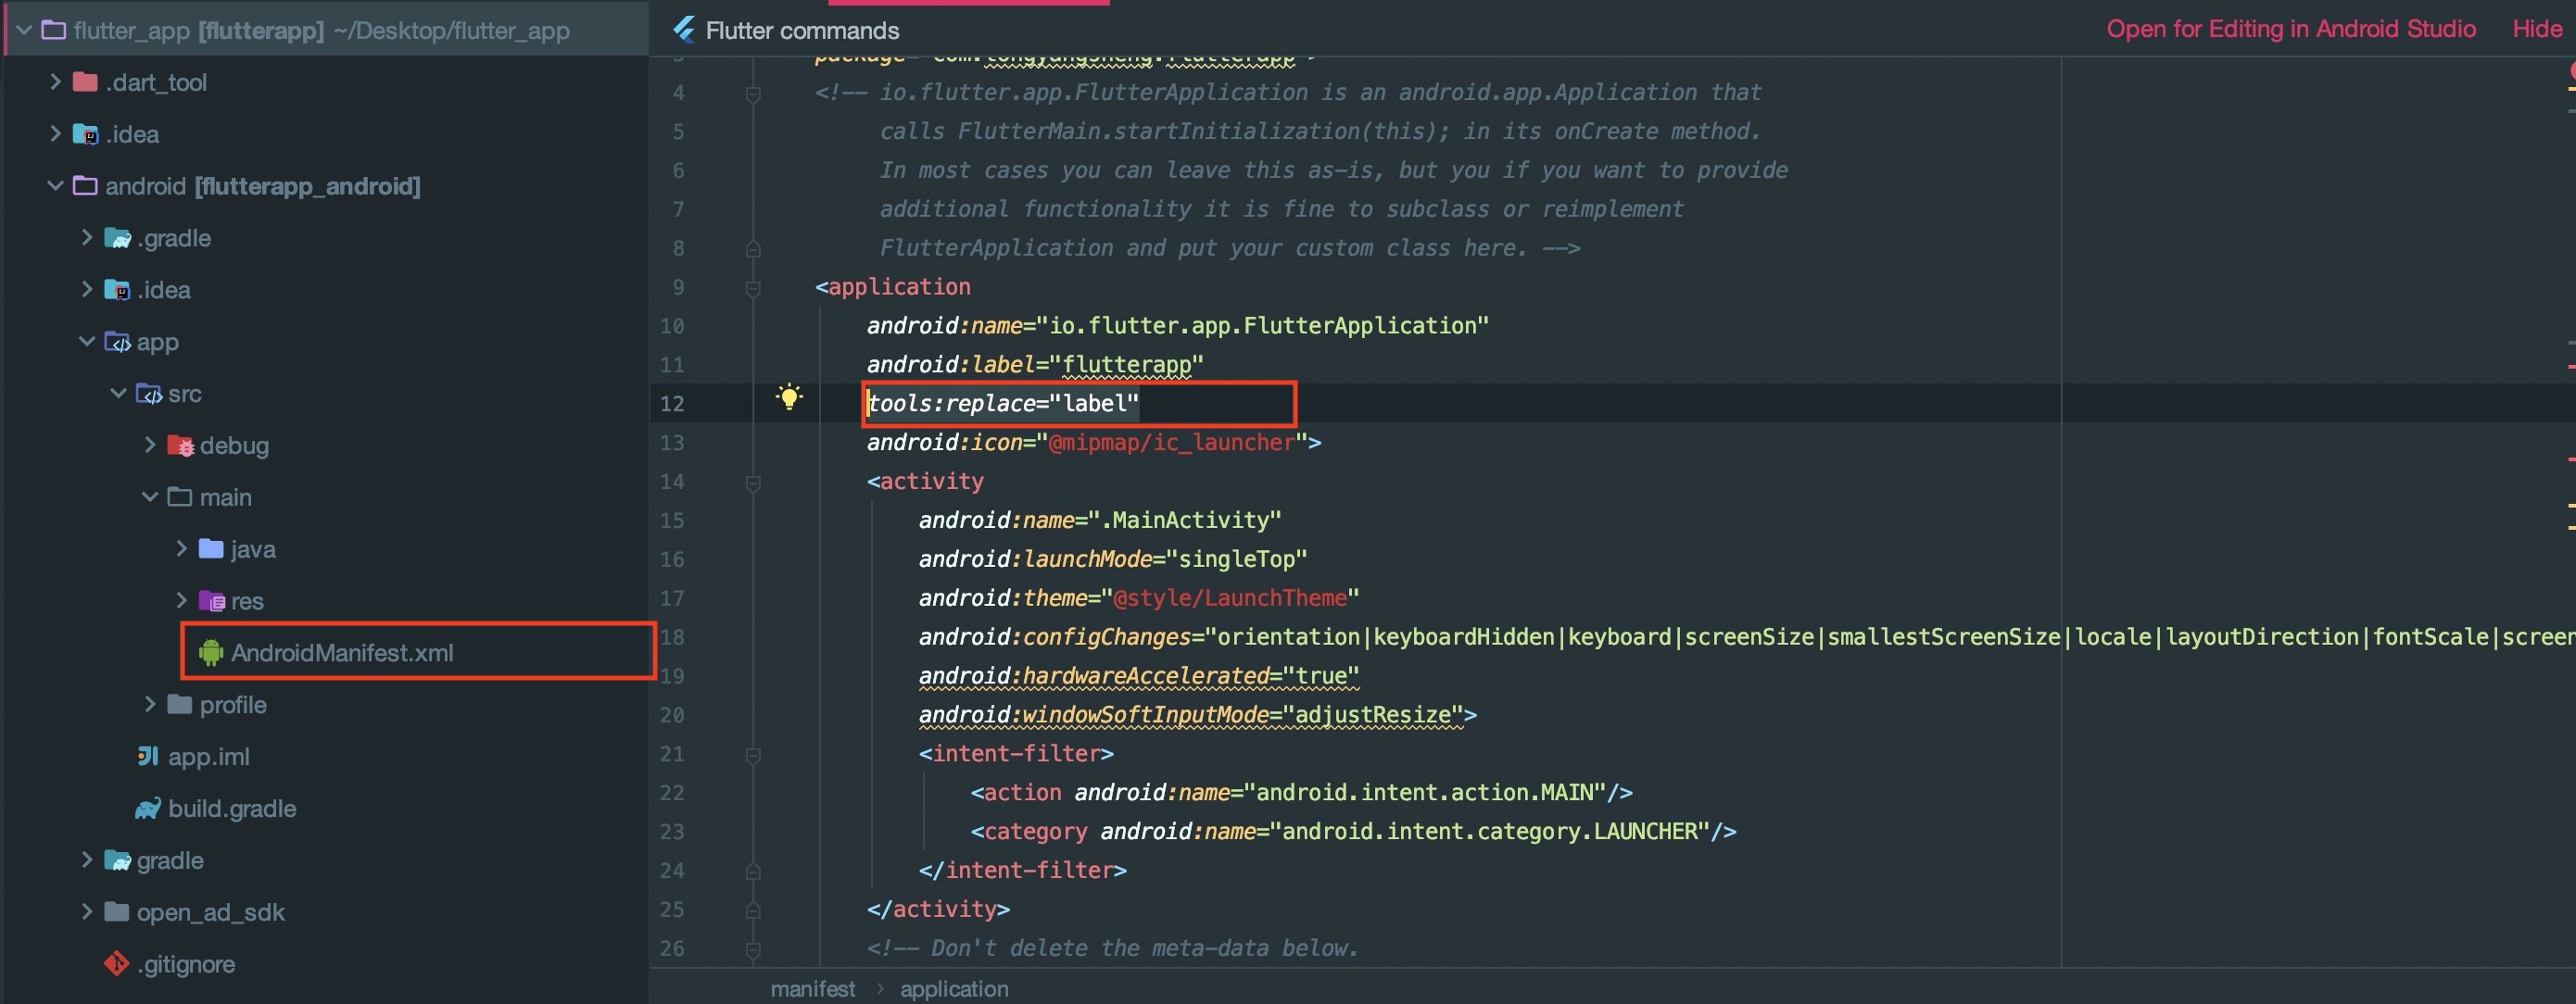 flutter_app [flutterapp] ~/Desktop/flutter_app
.dart_tool
.idea
android [flutterapp_android]
.gradle
.idea
app
src
debug
main
java
res
AndroidManifest.xml
profile
app.iml
build.gradle
gradle
open_ad_sdk
.gitignore
Flutter commands
Open for Editing in Android Studio Hide
4 <!-- io.flutter.app.FlutterApplication is an android.app.Application that
5 calls FlutterMain.startInitialization(this); in its onCreate method.
6 In most cases you can leave this as-is, but you if you want to provide
7 additional functionality it is fine to subclass or reimplement
8 FlutterApplication and put your custom class here. -->
9 <application
10 android:name="io.flutter.app.FlutterApplication"
11 android:label="flutterapp"
12 tools:replace="label"
13 android:icon="@mipmap/ic_launcher">
14 <activity
15 android:name=".MainActivity"
16 android:launchMode="singleTop"
17 android:theme="@style/LaunchTheme"
18 android:configChanges="orientation|keyboardHidden|keyboard|screenSize|smallestScreenSize|locale|layoutDirection|fontScale|screen
19 android:hardwareAccelerated="true"
20 android:windowSoftInputMode="adjustResize">
21 <intent-filter>
22 <action android:name="android.intent.action.MAIN"/>
23 <category android:name="android.intent.category.LAUNCHER"/>
24 </intent-filter>
25 </activity>
26 <!-- Don't delete the meta-data below.
manifest › application